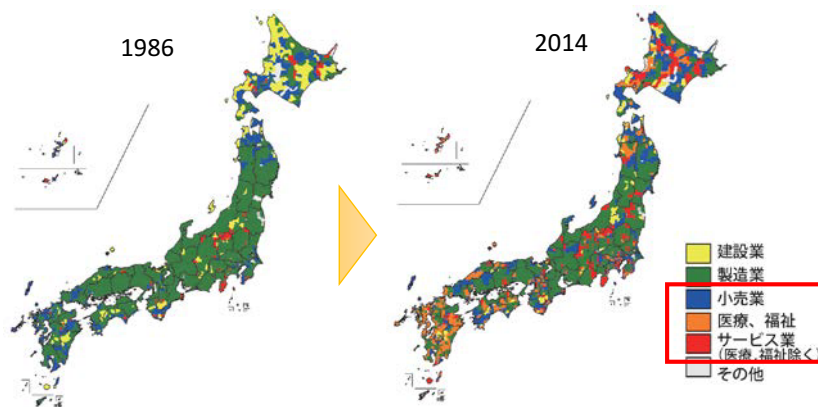 1986
2014
建設業
製造業
小売業
医療、福祉
サービス業
(医療,福祉除く)
その他